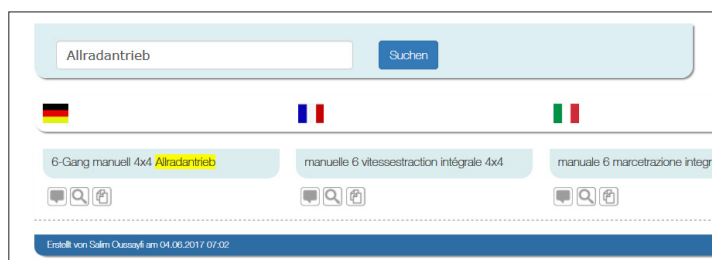 Allradantrieb
Suchen
6-Gang manuell 4x4 Allradantrieb
manuelle 6 vitessestraction intégrale 4x4
manuale 6 marcetrazione integr
Erstellt von Salim Oussayfi am 04.06.2017 07:02